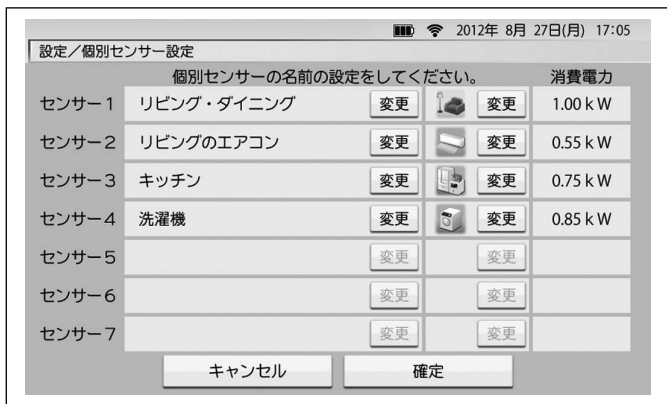 2012年 8月 27日(月) 17:05
設定／個別センサー設定
個別センサーの名前の設定をしてください。 消費電力
センサー1 リビング・ダイニング 変更 変更 1.00 k W
センサー2 リビングのエアコン 変更 変更 0.55 k W
センサー3 キッチン 変更 変更 0.75 k W
センサー4 洗濯機 変更 変更 0.85 k W
センサー5 変更 変更
センサー6 変更 変更
センサー7 変更 変更
キャンセル 確定